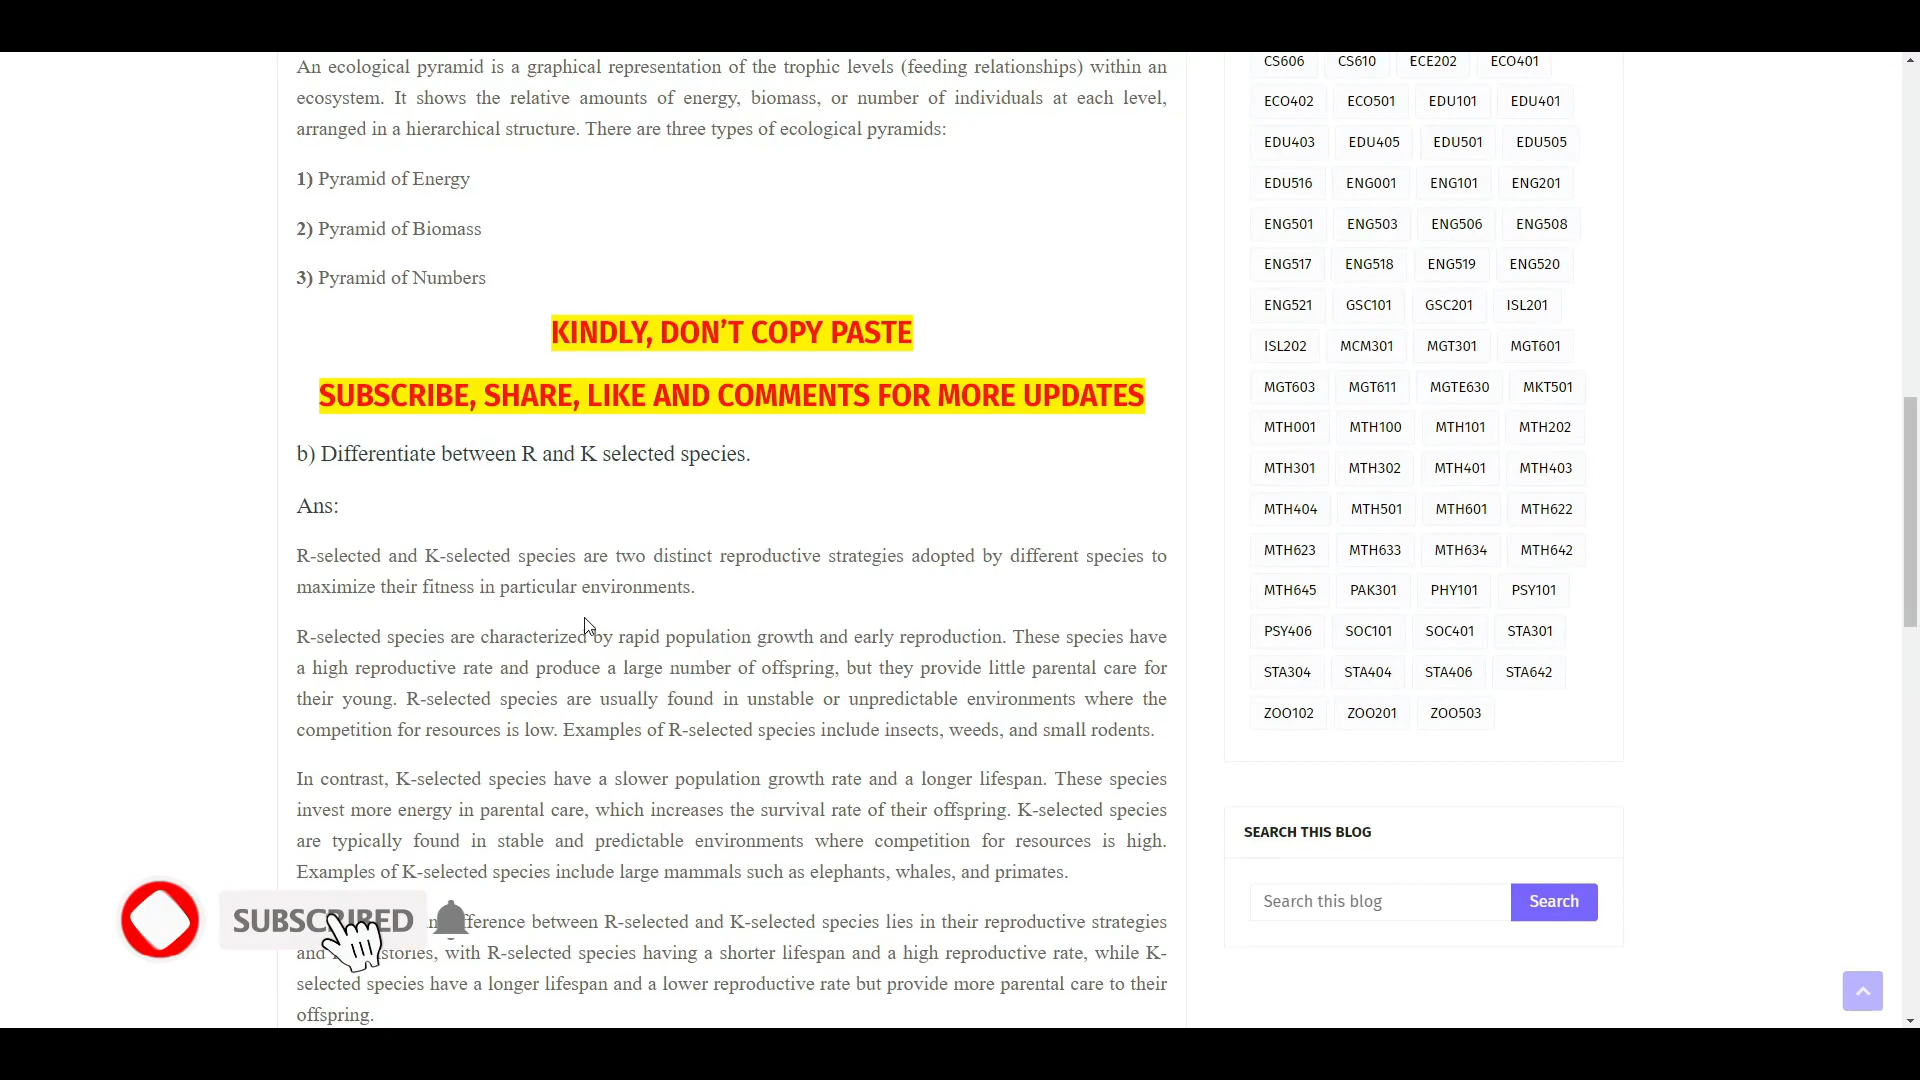 An ecological pyramid is a graphical representation of the trophic levels (feeding relationships) within an
ecosystem. It shows the relative amounts of energy, biomass, or number of individuals at each level,
arranged in a hierarchical structure. There are three types of ecological pyramids:
1) Pyramid of Energy
2) Pyramid of Biomass
3) Pyramid of Numbers
KINDLY, DON’T COPY PASTE
SUBSCRIBE, SHARE, LIKE AND COMMENTS FOR MORE UPDATES
b) Differentiate between R and K selected species.
Ans:
R-selected and K-selected species are two distinct reproductive strategies adopted by different species to
maximize their fitness in particular environments.
R-selected species are characterized by rapid population growth and early reproduction. These species have
a high reproductive rate and produce a large number of offspring, but they provide little parental care for
their young. R-selected species are usually found in unstable or unpredictable environments where the
competition for resources is low. Examples of R-selected species include insects, weeds, and small rodents.
In contrast, K-selected species have a slower population growth rate and a longer lifespan. These species
invest more energy in parental care, which increases the survival rate of their offspring. K-selected species
are typically found in stable and predictable environments where competition for resources is high.
Examples of K-selected species include large mammals such as elephants, whales, and primates.
between R-selected and K-selected species lies in their reproductive strategies
and with R-selected species having a shorter lifespan and a high reproductive rate, while K-
selected species have a longer lifespan and a lower reproductive rate but provide more parental care to their
offspring.
SUBSCRIBED
CS606 CS610 ECE202 ECO401
ECO402 ECO501 EDU101 EDU401
EDU403 EDU405 EDU501 EDU505
EDU516 ENG001 ENG101 ENG201
ENG501 ENG503 ENG506 ENG508
ENG517 ENG518 ENG519 ENG520
ENG521 GSC101 GSC201 ISL201
ISL202 MCM301 MGT301 MGT601
MGT603 MGT611 MGTE630 MKT501
MTH001 MTH100 MTH101 MTH202
MTH301 MTH302 MTH401 MTH403
MTH404 MTH501 MTH601 MTH622
MTH623 MTH633 MTH634 MTH642
MTH645 PAK301 PHY101 PSY101
PSY406 SOC101 SOC401 STA301
STA304 STA404 STA406 STA642
ZOO102 ZOO201 ZOO503
SEARCH THIS BLOG
Search this blog Search